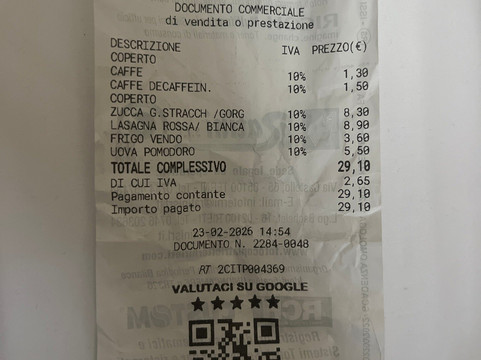 DOCUMENTO COMMERCIALE
di vendita o prestazione
DESCRIZIONE IVA PREZZO(€)
COPERTO
CAFFE 10% 1,30
CAFFE DECAFFEIN. 10% 1,50
COPERTO
ZUCCA G.STRACCH /GORG 10% 8,30
LASAGNA ROSSA/ BIANCA 10% 8,90
FRIGO VENDO 10% 3,60
UOVA POMODORO 10% 5,50
TOTALE COMPLESSIVO 29,10
DI CUI IVA 2,65
Pagamento contante 29,10
Importo pagato 29,10
23-02-2026 14:54
DOCUMENTO N. 2284-0048
RT 2CITP004369
VALUTACI SU GOOGLE